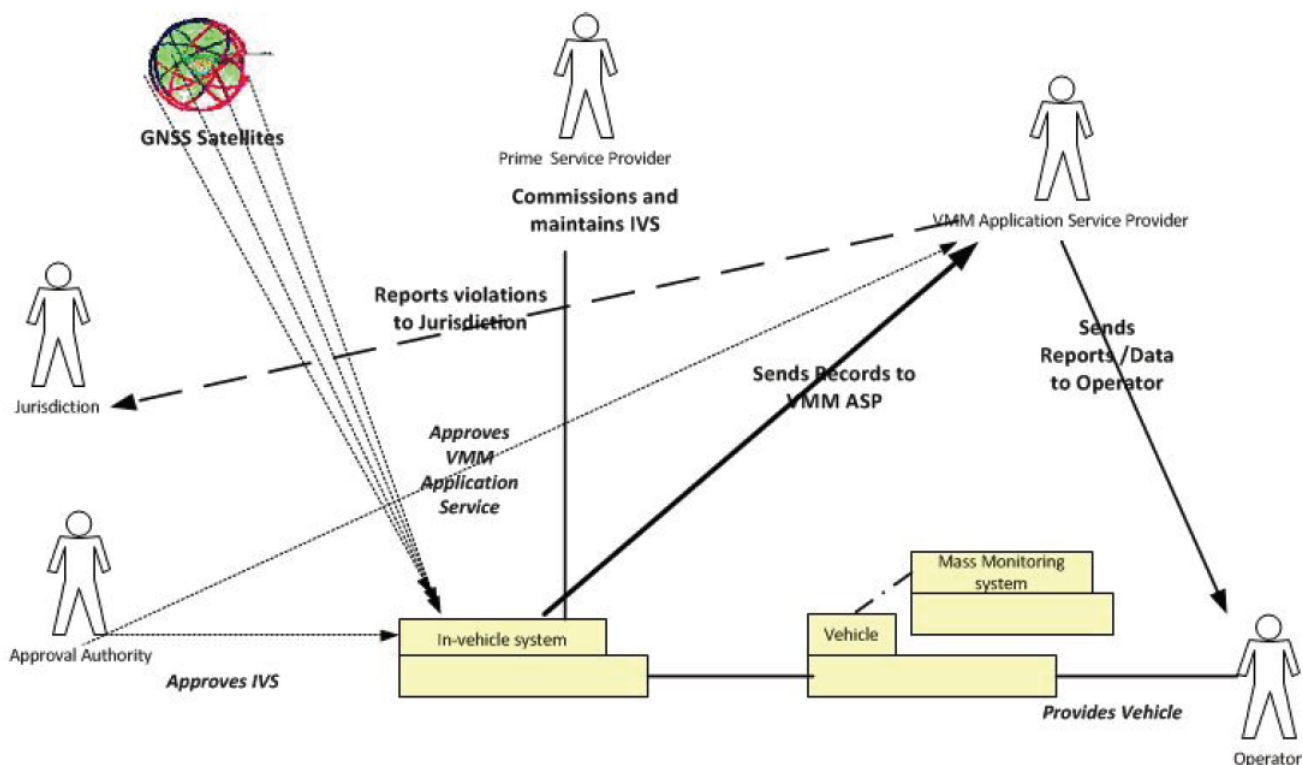 GNSS Satellites
Prime Service Provider
Commissions and
maintains IVS
VMM Application Service Provider
Reports violations
to Jurisdiction
Jurisdiction
Sends
Reports /Data
to Operator
Sends Records to
VMM ASP
Approves
VMM
Application
Service
Approval Authority
Approves IVS
In-vehicle system
Vehicle
Mass Monitoring
system
Provides Vehicle
Operator